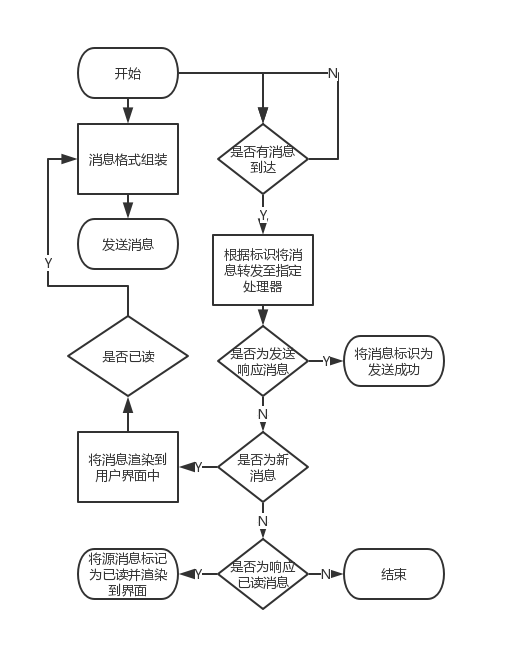 开始
N
消息格式组装
是否有消息
到达
发送消息
Y
根据标识将消
息转发至指定
处理器
Y
是否已读
是否为发送
响应消息
Y
将消息标识为
发送成功
N
将消息渲染到
用户界面中
Y
是否为新
消息
N
将源消息标记
为已读并渲染
到界面
Y
是否为响应
已读消息
N
结束